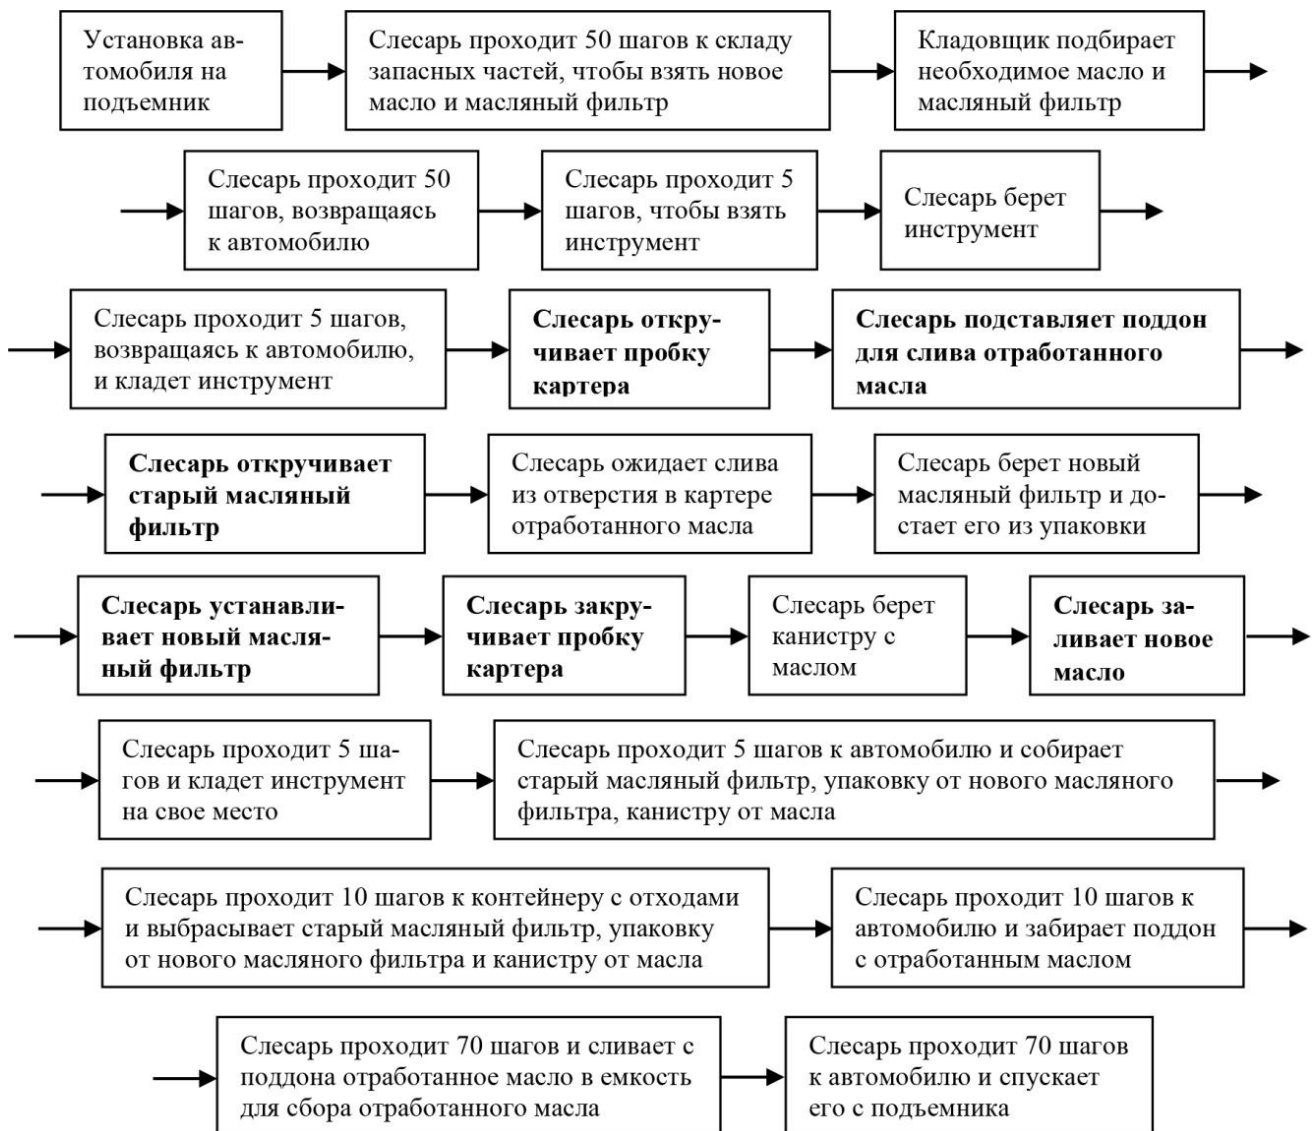 Установка ав-
томобиля на
подъемник
Слесарь проходит 50 шагов к складу
запасных частей, чтобы взять новое
масло и масляный фильтр
Кладовщик подбирает
необходимое масло и
масляный фильтр
Слесарь проходит 50
шагов, возвращаясь
к автомобилю
Слесарь проходит 5
шагов, чтобы взять
инструмент
Слесарь берет
инструмент
Слесарь проходит 5 шагов,
возвращаясь к автомобилю,
и кладет инструмент
Слесарь откру-
чивает пробку
картера
Слесарь подставляет поддон
для слива отработанного
масла
Слесарь откручивает
старый масляный
фильтр
Слесарь ожидает слива
из отверстия в картере
отработанного масла
Слесарь берет новый
масляный фильтр и до-
стает его из упаковки
Слесарь устанавли-
вает новый масля-
ный фильтр
Слесарь закру-
чивает пробку
картера
Слесарь берет
канистру с
маслом
Слесарь за-
ливает новое
масло
Слесарь проходит 5 ша-
гов и кладет инструмент
на свое место
Слесарь проходит 5 шагов к автомобилю и собирает
старый масляный фильтр, упаковку от нового масляного
фильтра, канистру от масла
Слесарь проходит 10 шагов к контейнеру с отходами
и выбрасывает старый масляный фильтр, упаковку
от нового масляного фильтра и канистру от масла
Слесарь проходит 10 шагов к
автомобилю и забирает поддон
с отработанным маслом
Слесарь проходит 70 шагов и сливает с
поддона отработанное масло в емкость
для сбора отработанного масла
Слесарь проходит 70 шагов
к автомобилю и спускает
его с подъемника